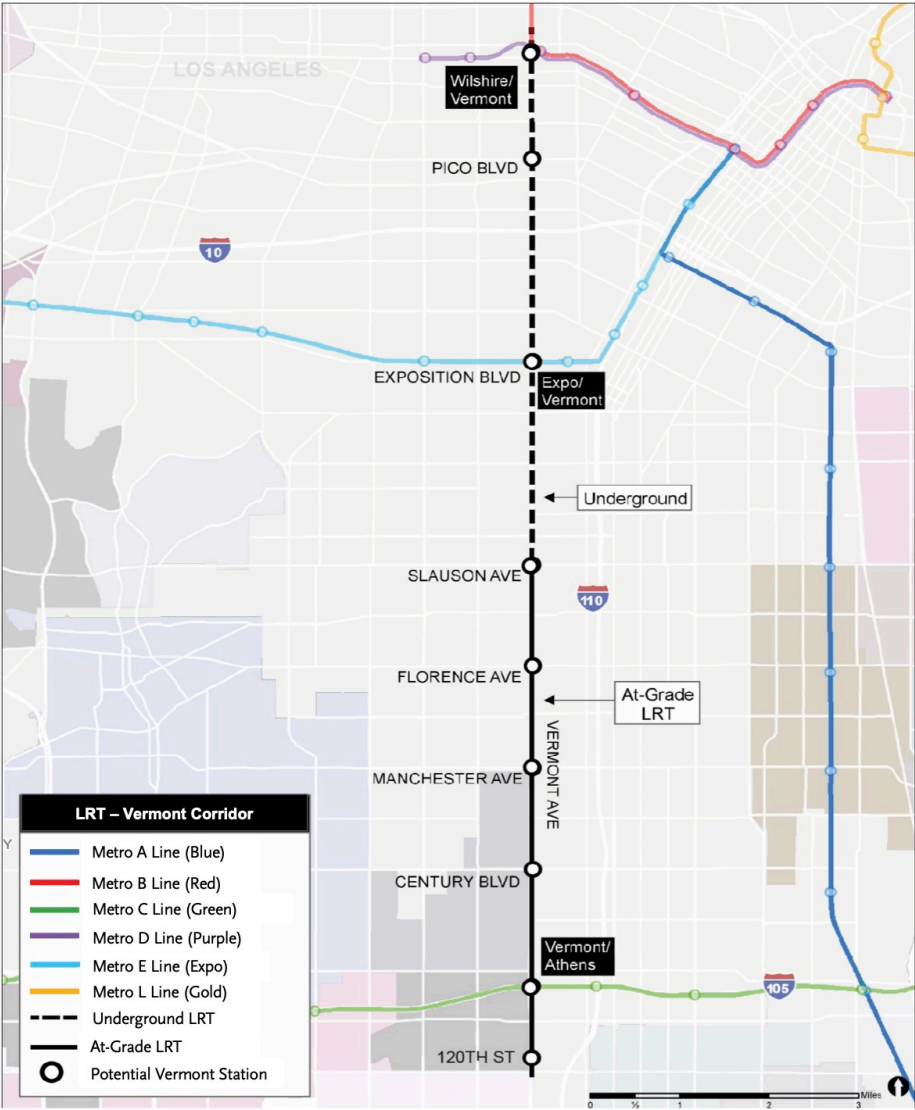 LOS ANGELES
Wilshire/
Vermont
PICO BLVD
10
EXPOSITION BLVD
Expo/
Vermont
Underground
SLAUSON AVE
110
FLORENCE AVE
At-Grade
LRT
VERMONT AVE
MANCHESTER AVE
CENTURY BLVD
Vermont/
Athens
105
120TH ST
Y
LRT – Vermont Corridor
Metro A Line (Blue)
Metro B Line (Red)
Metro C Line (Green)
Metro D Line (Purple)
Metro E Line (Expo)
Metro L Line (Gold)
Underground LRT
At-Grade LRT
Potential Vermont Station
Miles
0 ½ 1 2 3